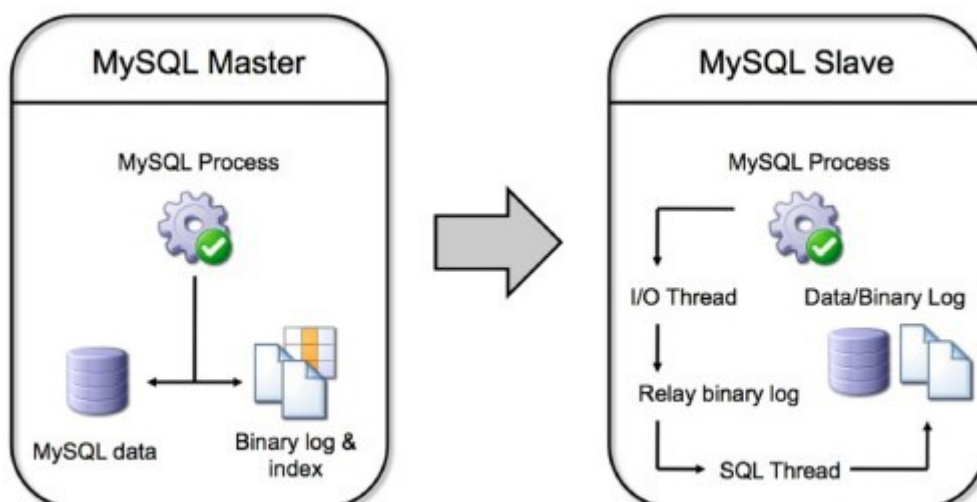 MySQL Master
MySQL Process
MySQL data
Binary log &
index
MySQL Slave
MySQL Process
I/O Thread
Data/Binary Log
Relay binary log
SQL Thread